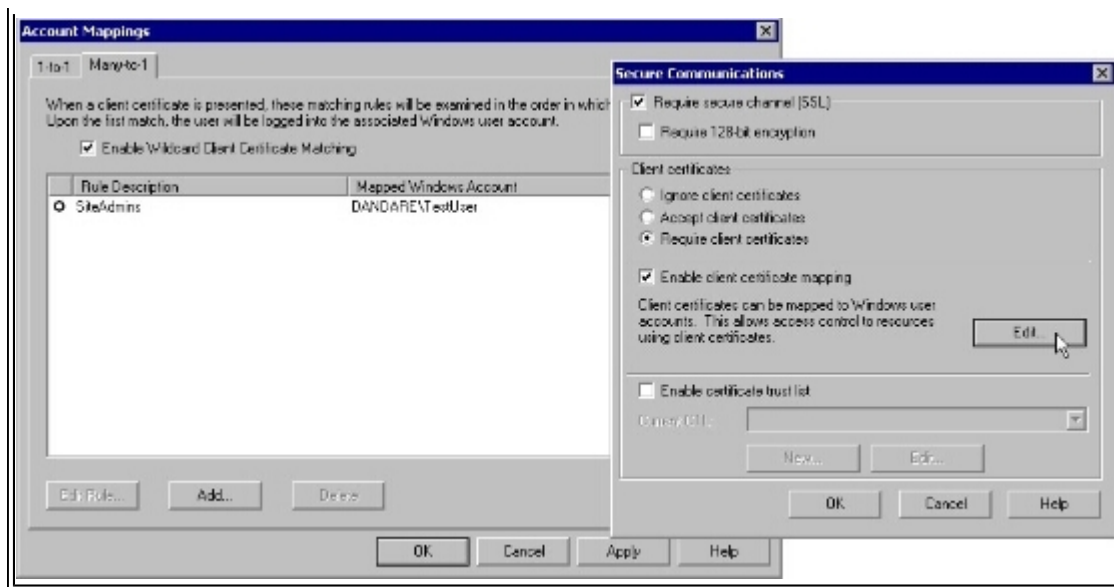 Account Mappings
1-to-1 Many-to-1
When a client certificate is presented, these matching rules will be examined in the order in which
Upon the first match, the user will be logged into the associated Windows user account.
Enable Wildcard Client Certificate Matching
Rule Description Mapped Windows Account
SiteAdmins DANDARE\TestUser
Edit Rule... Add... Delete
OK Cancel Apply Help
Secure Communications
Require secure channel (SSL)
Require 128-bit encryption
Client certificates
Ignore client certificates
Accept client certificates
Require client certificates
Enable client certificate mapping
Client certificates can be mapped to Windows user
accounts. This allows access control to resources
using client certificates.
Edit...
Enable certificate trust list
Current CTL:
New... Edit...
OK Cancel Help